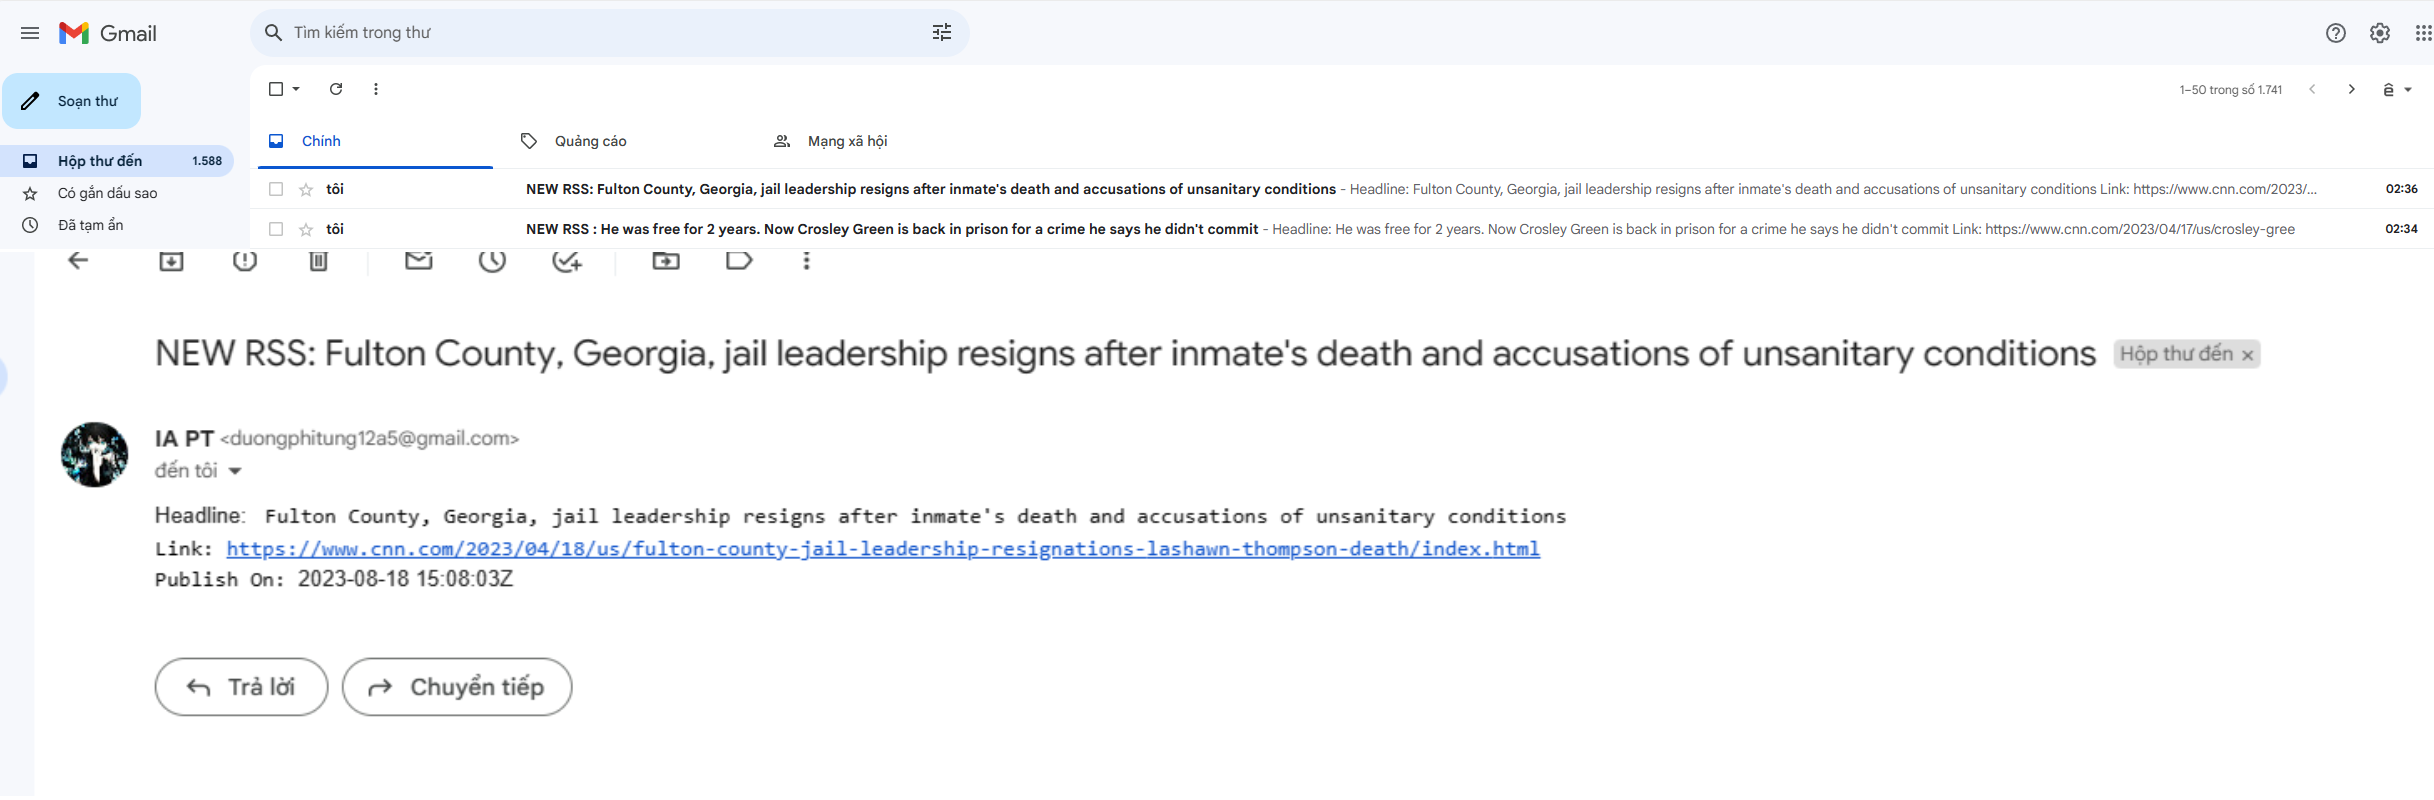 Gmail
Tìm kiếm trong thư
Soạn thư
1–50 trong số 1.741
ê
Chính
Quảng cáo
Mạng xã hội
Hộp thư đến 1.588
Có gắn dấu sao
Đã tạm ẩn
tôi NEW RSS: Fulton County, Georgia, jail leadership resigns after inmate's death and accusations of unsanitary conditions - Headline: Fulton County, Georgia, jail leadership resigns after inmate's death and accusations of unsanitary conditions Link: https://www.cnn.com/2023/... 02:36
tôi NEW RSS : He was free for 2 years. Now Crosley Green is back in prison for a crime he says he didn't commit - Headline: He was free for 2 years. Now Crosley Green is back in prison for a crime he says he didn't commit Link: https://www.cnn.com/2023/04/17/us/crosley-gree 02:34
NEW RSS: Fulton County, Georgia, jail leadership resigns after inmate's death and accusations of unsanitary conditions Hộp thư đến ×
IA PT <duongphitung12a5@gmail.com>
đến tôi
Headline: Fulton County, Georgia, jail leadership resigns after inmate's death and accusations of unsanitary conditions
Link: https://www.cnn.com/2023/04/18/us/fulton-county-jail-leadership-resignations-lashawn-thompson-death/index.html
Publish On: 2023-08-18 15:08:03Z
Trả lời
Chuyển tiếp